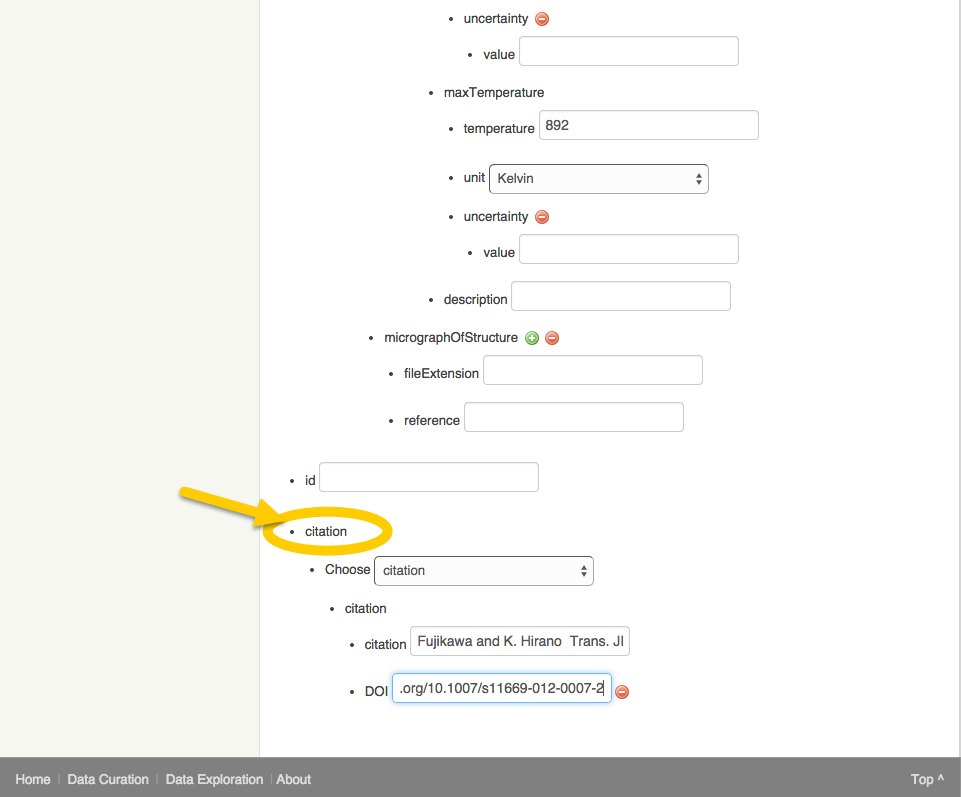 uncertainty
value
maxTemperature
temperature 892
unit Kelvin
uncertainty
value
description
micrographOfStructure
fileExtension
reference
id
citation
Choose citation
citation
citation Fujikawa and K. Hirano Trans. JI
DOI .org/10.1007/s11669-012-0007-2
Home | Data Curation | Data Exploration | About Top ^